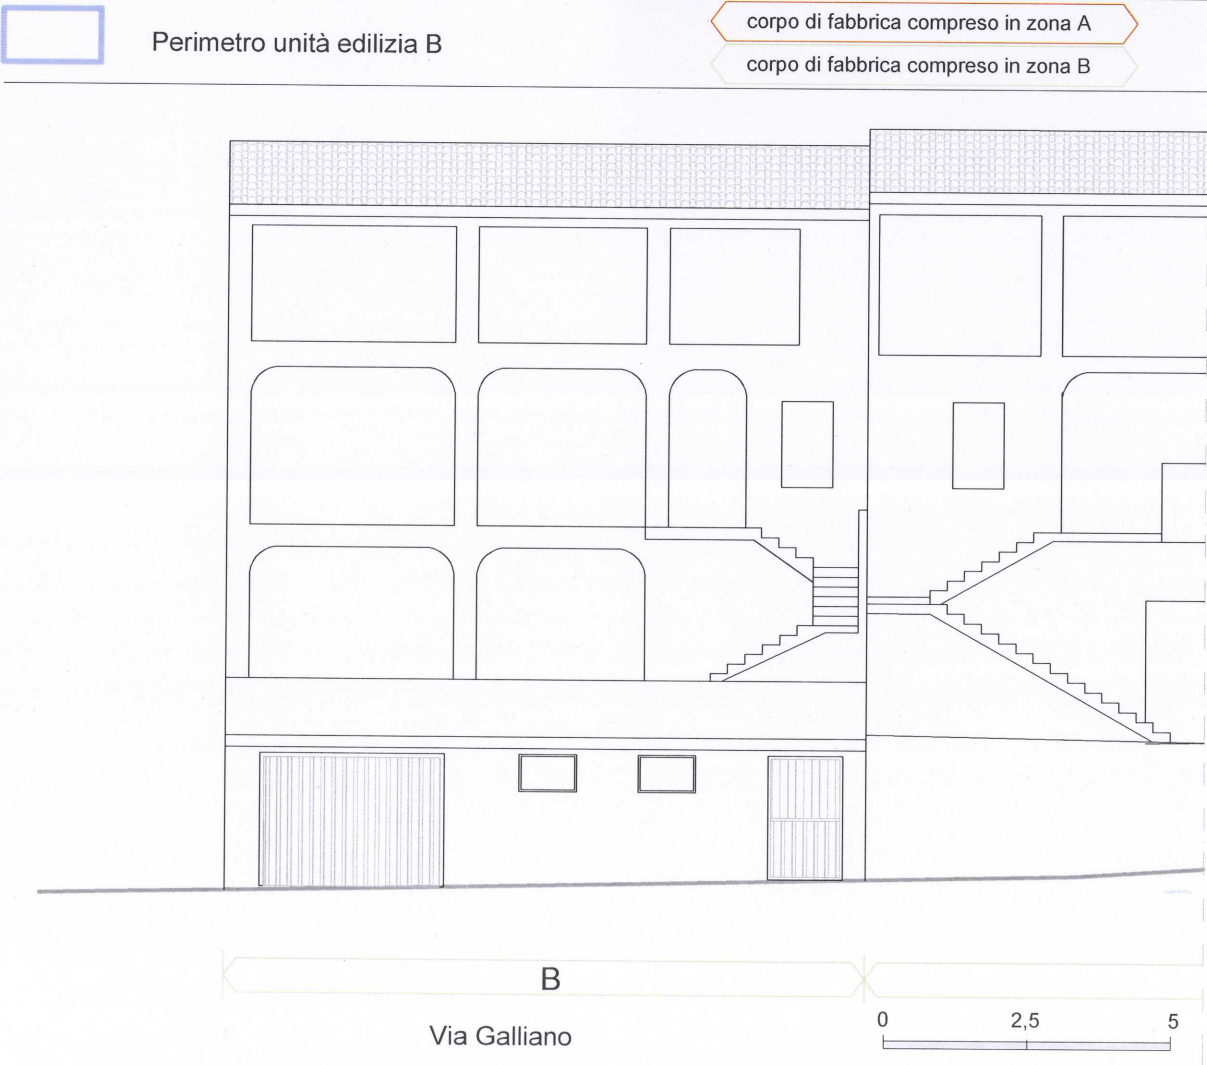 Perimetro unità edilizia B
corpo di fabbrica compreso in zona A
corpo di fabbrica compreso in zona B
B
Via Galliano
0 2,5 5